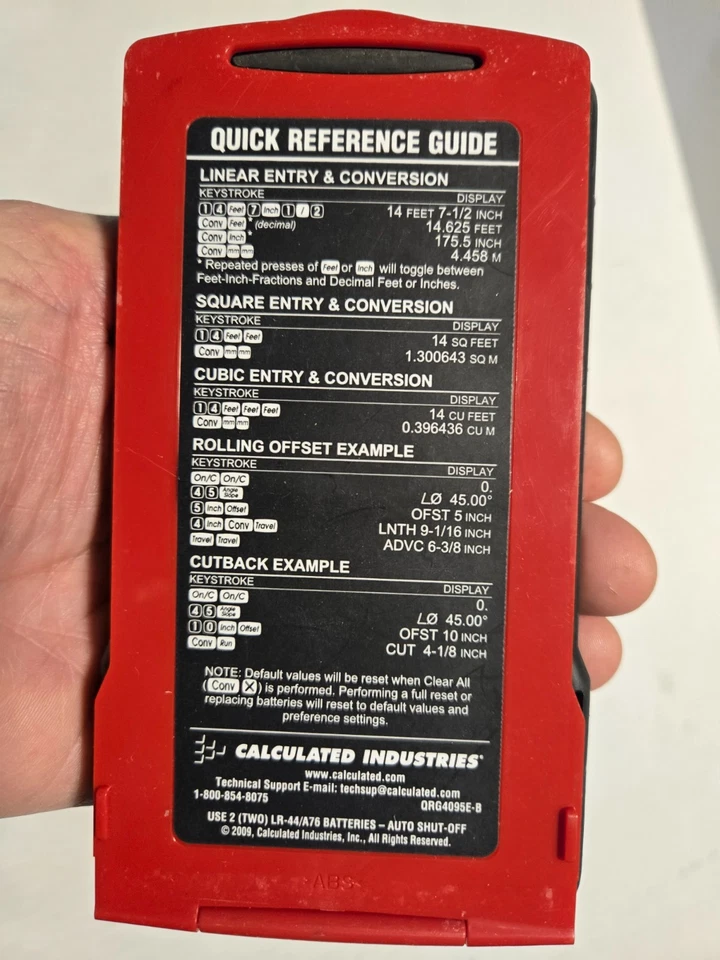 QUICK REFERENCE GUIDE
LINEAR ENTRY & CONVERSION
KEYSTROKE DISPLAY
1 4 Feet 7 Inch 1 / 2 14 FEET 7-1/2 INCH
Conv Feet * (decimal) 14.625 FEET
Conv Inch * 175.5 INCH
Conv mm 4.458 M
* Repeated presses of Feet or Inch will toggle between
Feet-Inch-Fractions and Decimal Feet or Inches.
SQUARE ENTRY & CONVERSION
KEYSTROKE DISPLAY
1 4 Feet Feet 14 SQ FEET
Conv mm mm 1.300643 SQ M
CUBIC ENTRY & CONVERSION
KEYSTROKE DISPLAY
1 4 Feet Feet Feet 14 CU FEET
Conv mm mm 0.396436 CU M
ROLLING OFFSET EXAMPLE
KEYSTROKE DISPLAY
On/C On/C 0.
4 5 Angle Slope LØ 45.00°
5 Inch Offset OFST 5 INCH
4 Inch Conv Travel LNTH 9-1/16 INCH
Travel Travel ADVC 6-3/8 INCH
CUTBACK EXAMPLE
KEYSTROKE DISPLAY
On/C On/C 0.
4 5 Angle Slope LØ 45.00°
1 0 Inch Offset OFST 10 INCH
Conv Run CUT 4-1/8 INCH
NOTE: Default values will be reset when Clear All
(Conv X) is performed. Performing a full reset or
replacing batteries will reset to default values and
preference settings.
CALCULATED INDUSTRIES®
www.calculated.com
Technical Support E-mail: techsup@calculated.com
1-800-854-8075 QRG4095E-B
USE 2 (TWO) LR-44/A76 BATTERIES – AUTO SHUT-OFF
© 2009, Calculated Industries, Inc., All Rights Reserved.
>ABS<